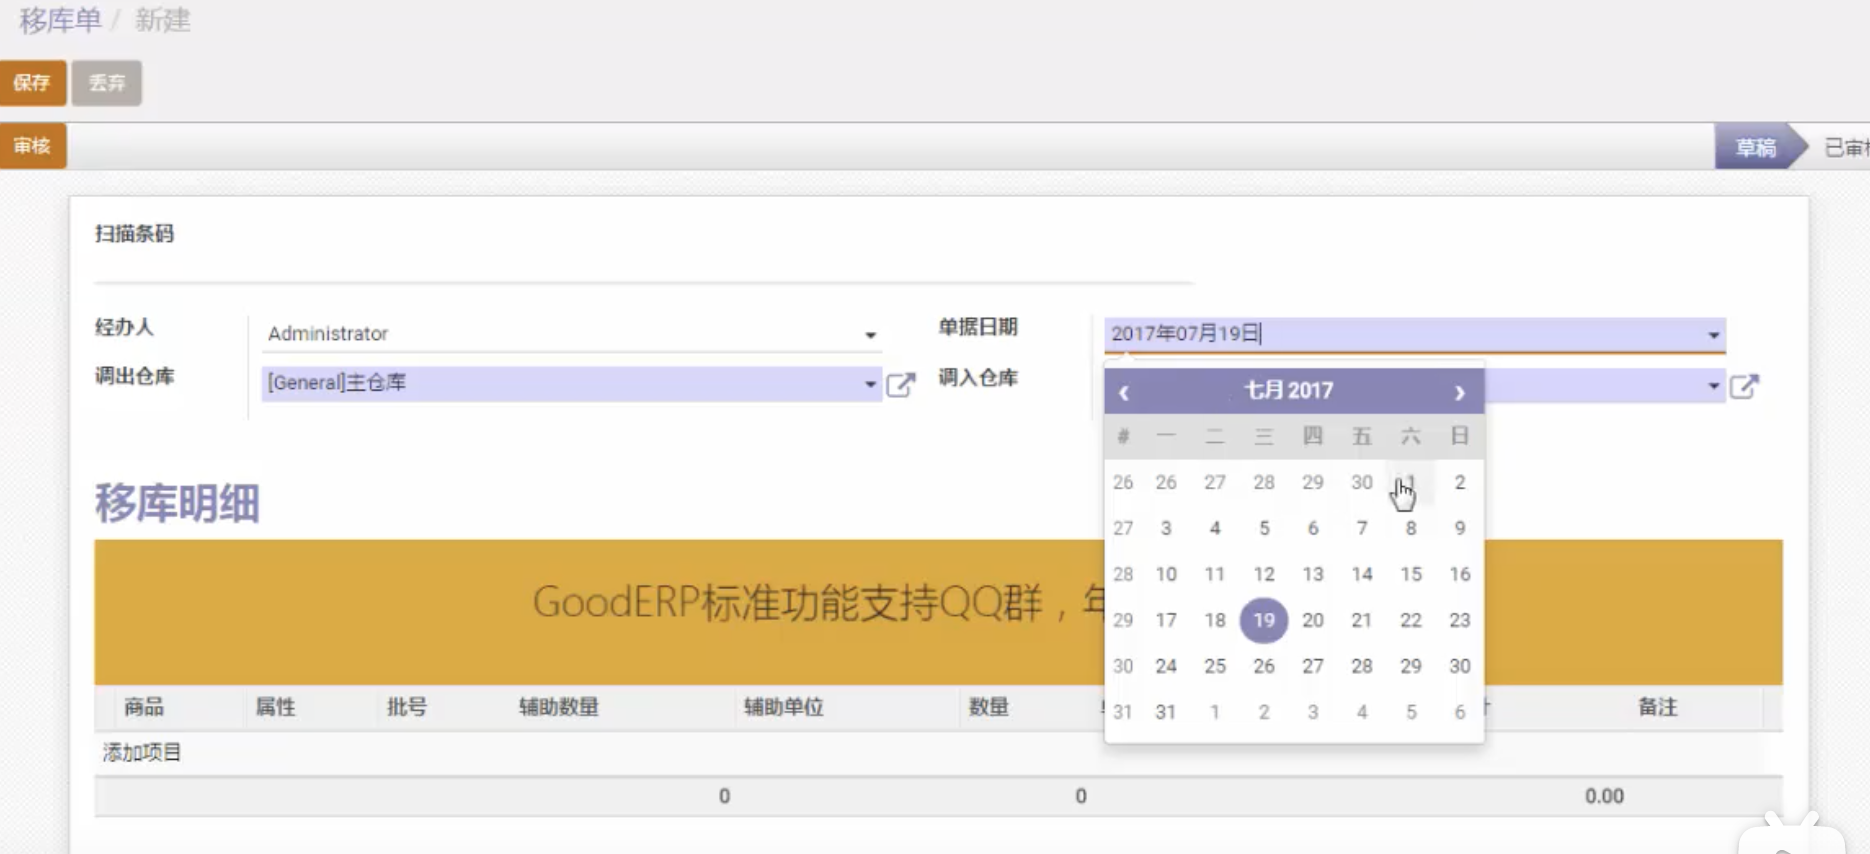 移库单 / 新建
保存 丢弃
审核 草稿
扫描条码
经办人 Administrator 单据日期 2017年07月19日
调出仓库 [General]主仓库 调入仓库
七月 2017
# 一 二 三 四 五 六 日
26 26 27 28 29 30 1 2
27 3 4 5 6 7 8 9
28 10 11 12 13 14 15 16
29 17 18 19 20 21 22 23
30 24 25 26 27 28 29 30
31 31 1 2 3 4 5 6
移库明细
GoodERP标准功能支持QQ群，年
商品 属性 批号 辅助数量 辅助单位 数量 备注
添加项目
0 0 0.00